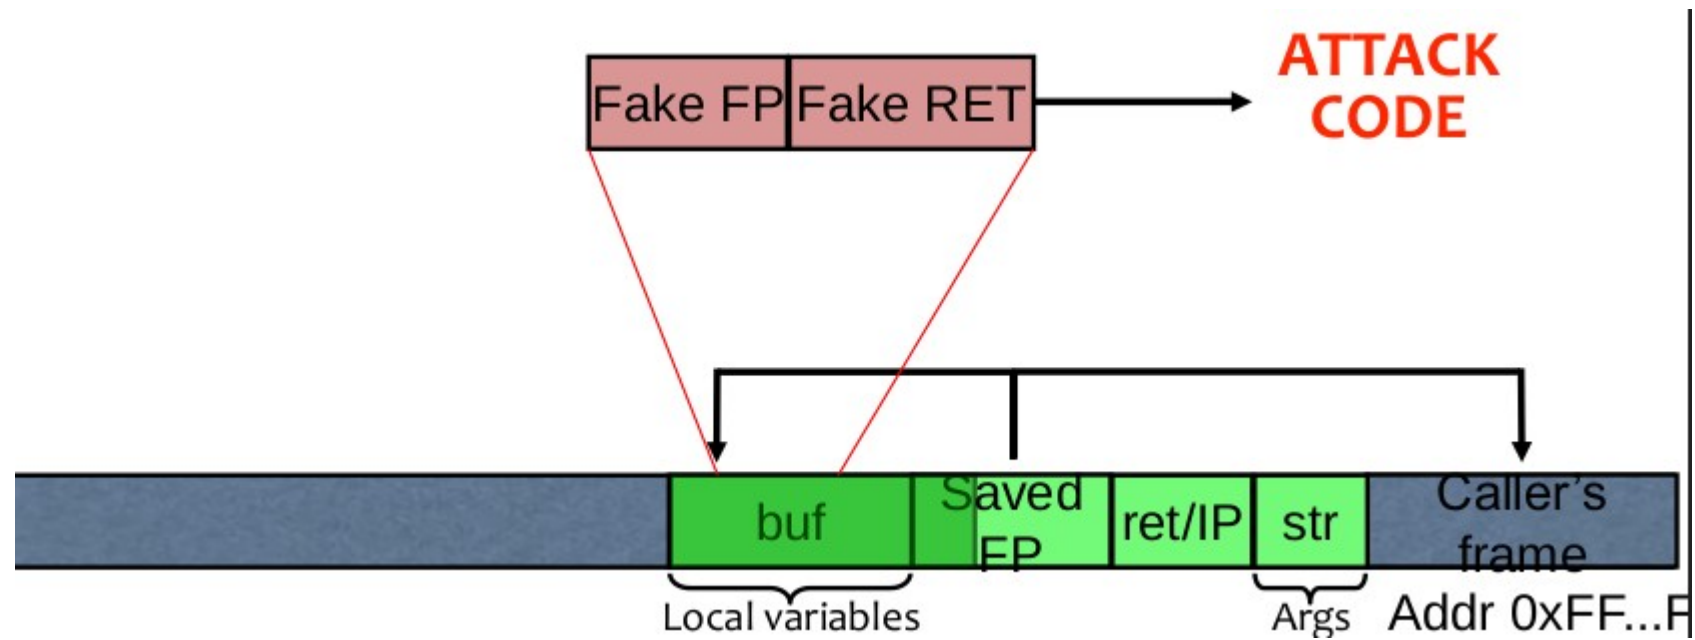 ATTACK
CODE
Fake FP
Fake RET
buf
Saved
FP
ret/IP
str
Caller’s
frame
Local variables
Args
Addr 0xFF...F